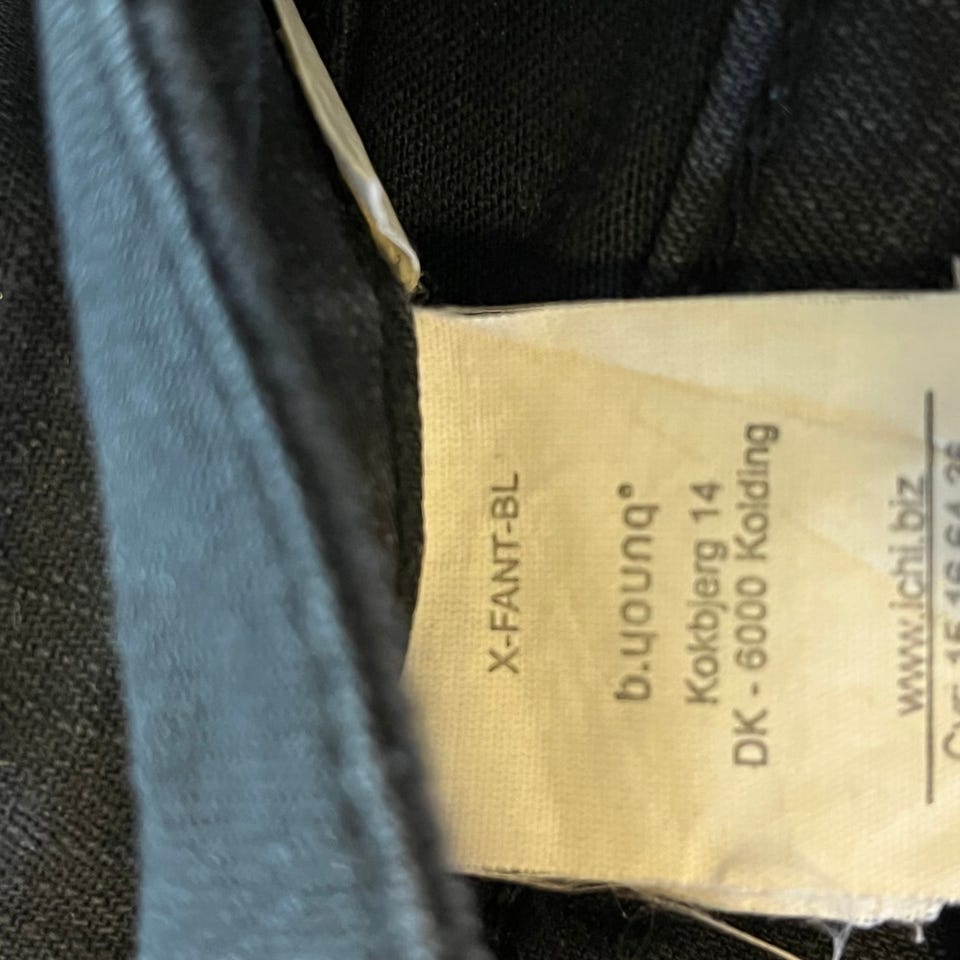 X-FANT-BL
b.young®
Kokbjerg 14
DK - 6000 Kolding
www.ichi.biz